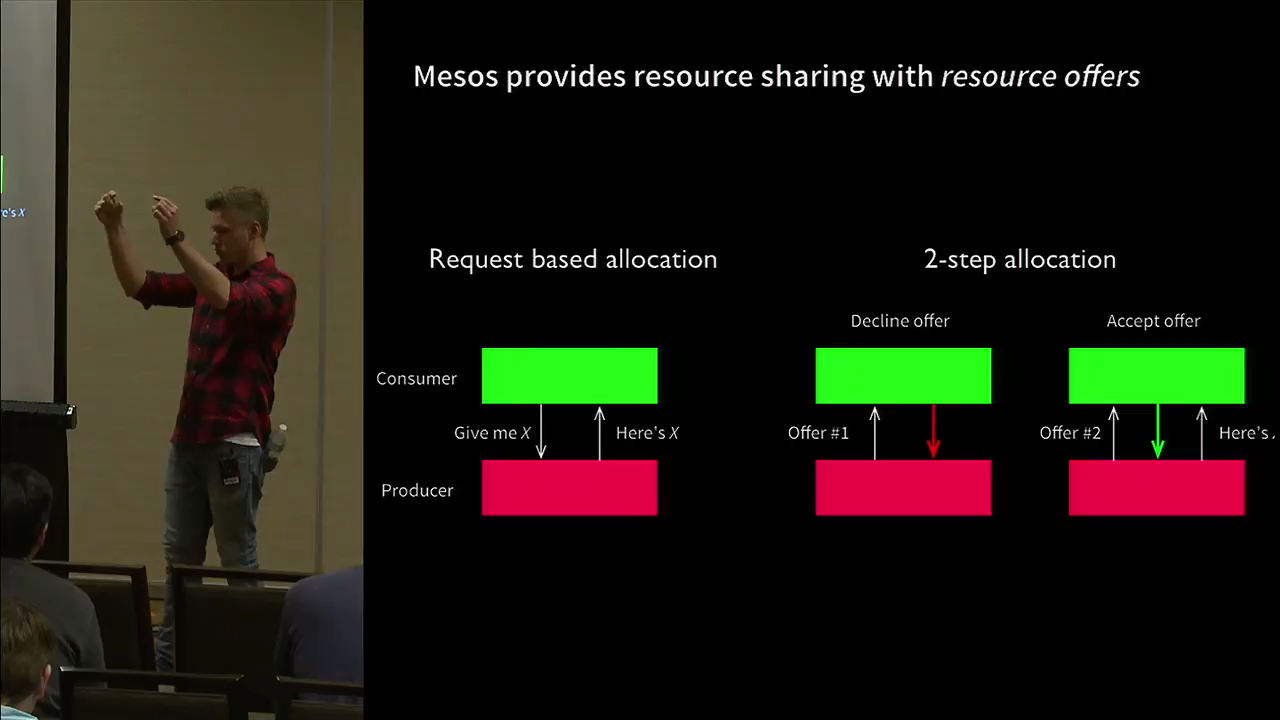 Mesos provides resource sharing with resource offers
Request based allocation
2-step allocation
Decline offer
Accept offer
Consumer
Give me X
Here's X
Offer #1
Offer #2
Here's
Producer